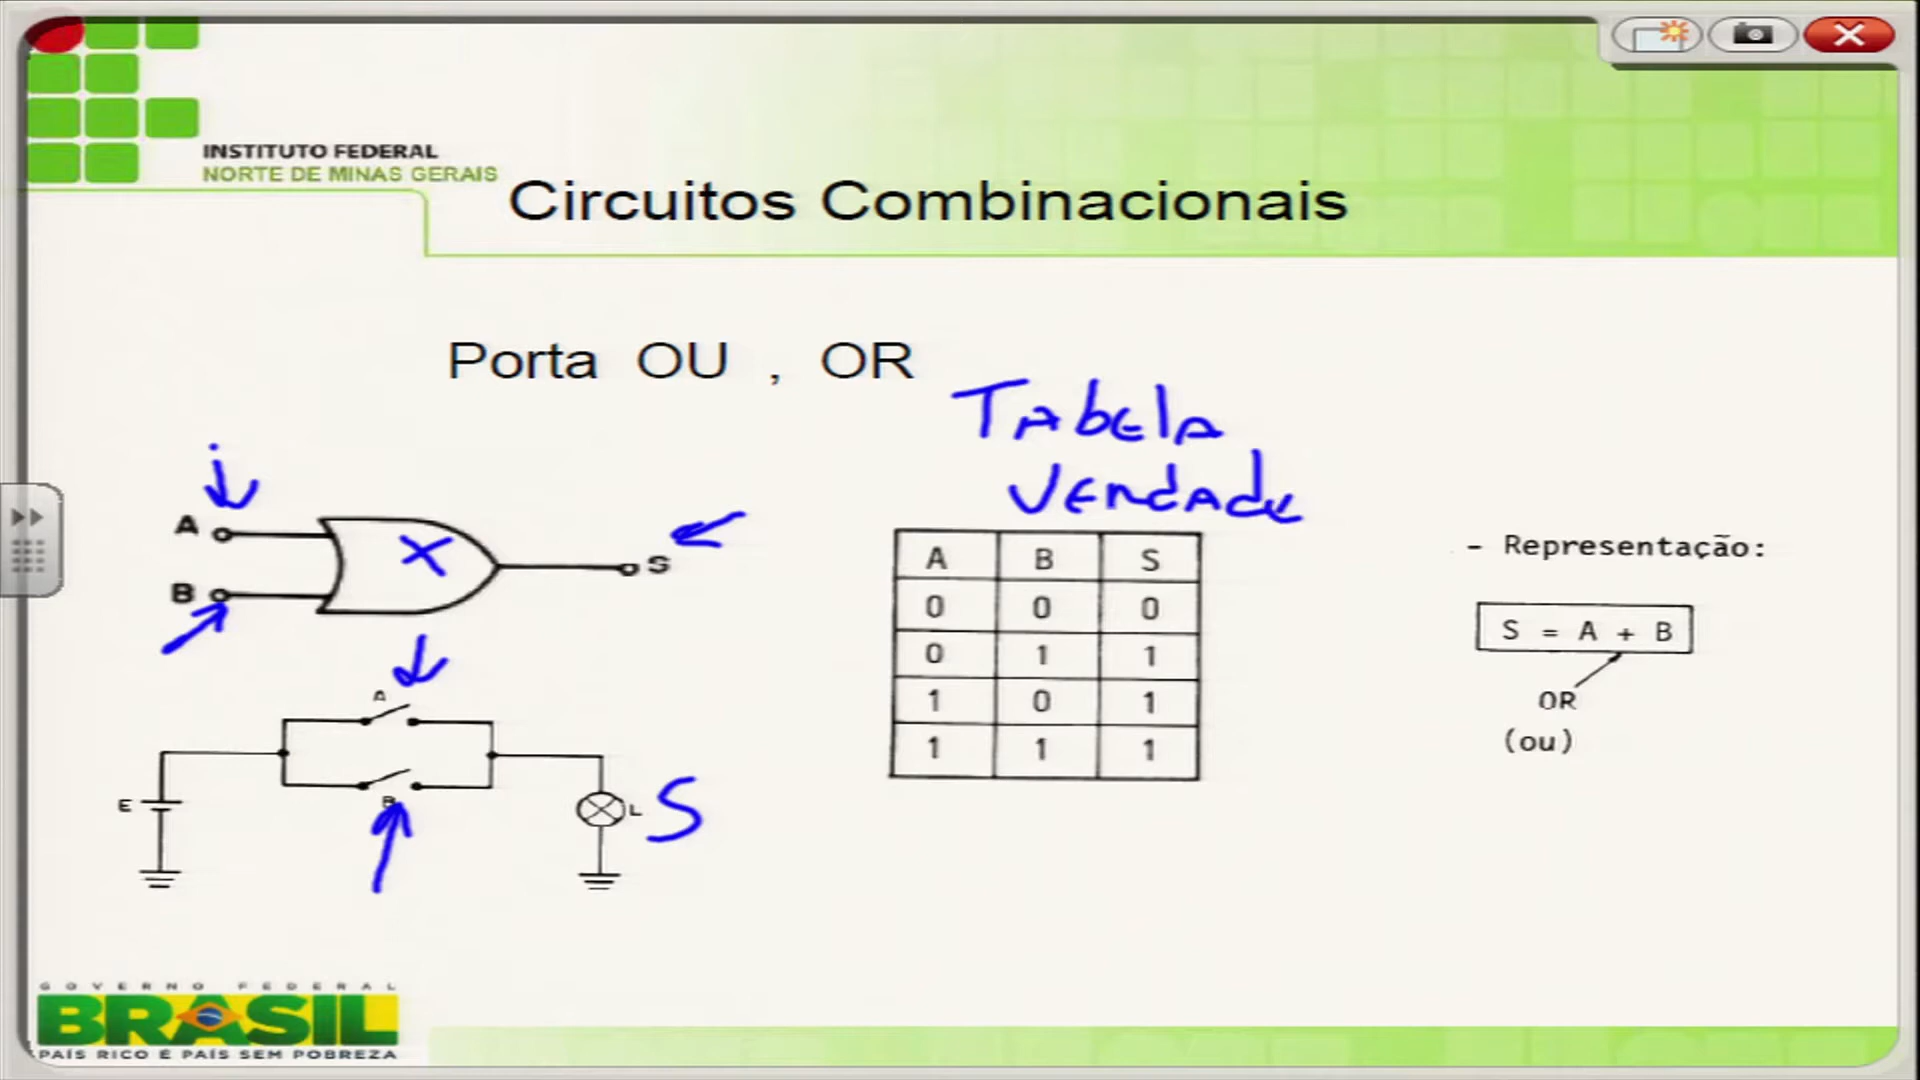 INSTITUTO FEDERAL
NORTE DE MINAS GERAIS
Circuitos Combinacionais
Porta OU , OR
Tabela
Verdade
A
B
S
A B S
0 0 0
0 1 1
1 0 1
1 1 1
- Representação:
S = A + B
OR
(ou)
A
B
E
L
S
GOVERNO FEDERAL
BRASIL
PAÍS RICO É PAÍS SEM POBREZA